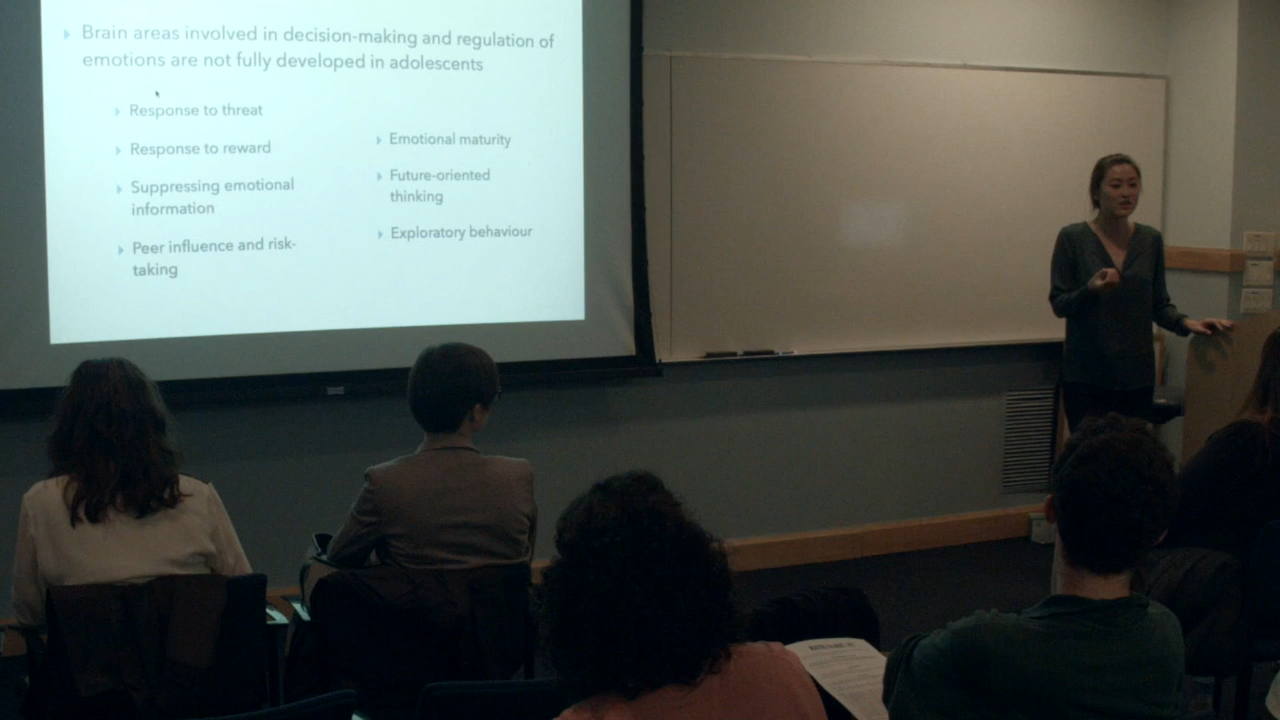 Brain areas involved in decision-making and regulation of
emotions are not fully developed in adolescents
Response to threat
Response to reward
Suppressing emotional
information
Peer influence and risk-
taking
Emotional maturity
Future-oriented
thinking
Exploratory behaviour